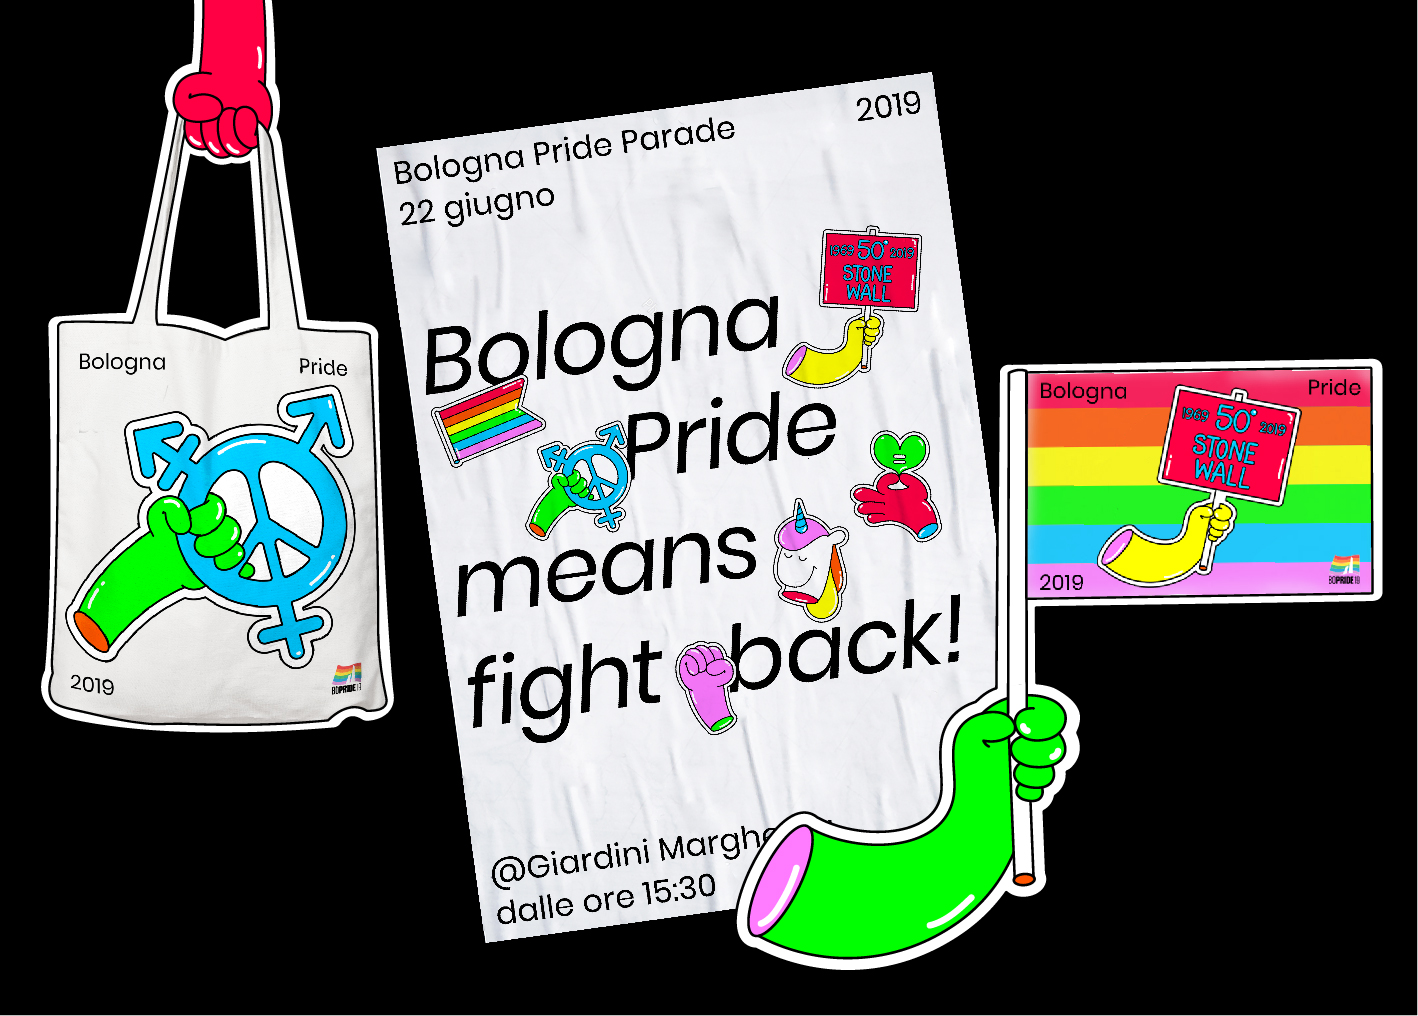 Bologna Pride
2019
BOPRIDE19
Bologna Pride Parade 2019
22 giugno
1969 50° 2019
STONE
WALL
Bologna
Pride
means
fight back!
@Giardini
dalle ore 15:30
Bologna Pride
1969 50° 2019
STONE
WALL
2019
BOPRIDE19